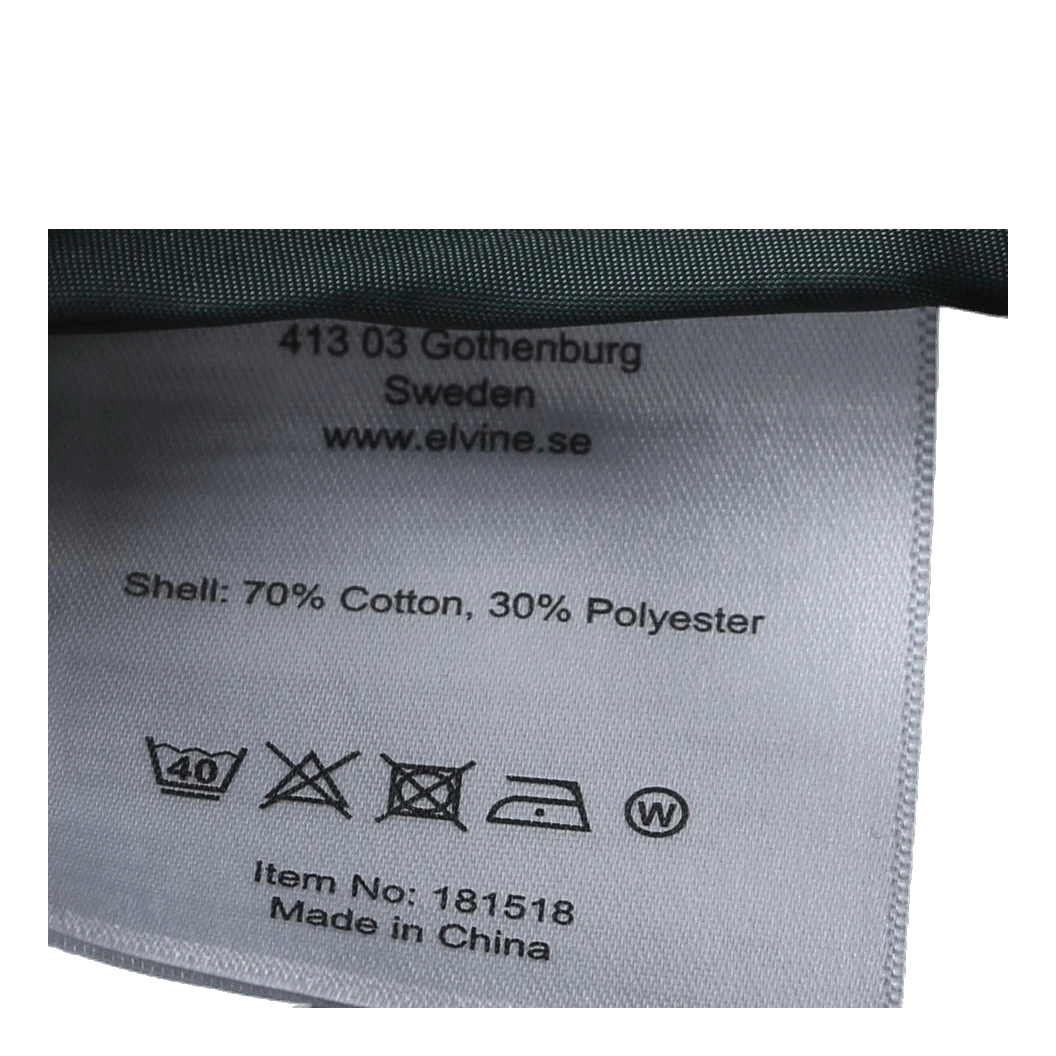 413 03 Gothenburg
Sweden
www.elvine.se
Shell: 70% Cotton, 30% Polyester
40
W
Item No: 181518
Made in China